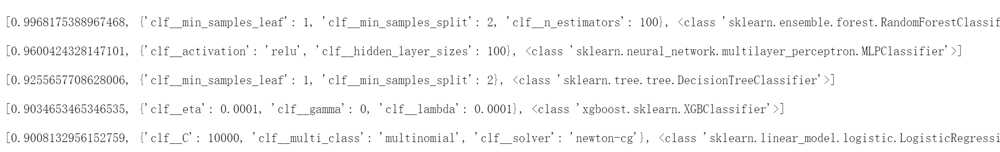 [0.9968175388967468, {'clf__min_samples_leaf': 1, 'clf__min_samples_split': 2, 'clf__n_estimators': 100}, <class 'sklearn.ensemble.forest.RandomForestClassif
[0.9600424328147101, {'clf__activation': 'relu', 'clf__hidden_layer_sizes': 100}, <class 'sklearn.neural_network.multilayer_perceptron.MLPClassifier'>]
[0.9255657708628006, {'clf__min_samples_leaf': 1, 'clf__min_samples_split': 2}, <class 'sklearn.tree.tree.DecisionTreeClassifier'>]
[0.9034653465346535, {'clf__eta': 0.0001, 'clf__gamma': 0, 'clf__lambda': 0.0001}, <class 'xgboost.sklearn.XGBClassifier'>]
[0.9008132956152759, {'clf__C': 10000, 'clf__multi_class': 'multinomial', 'clf__solver': 'newton-cg'}, <class 'sklearn.linear_model.logistic.LogisticRegressi